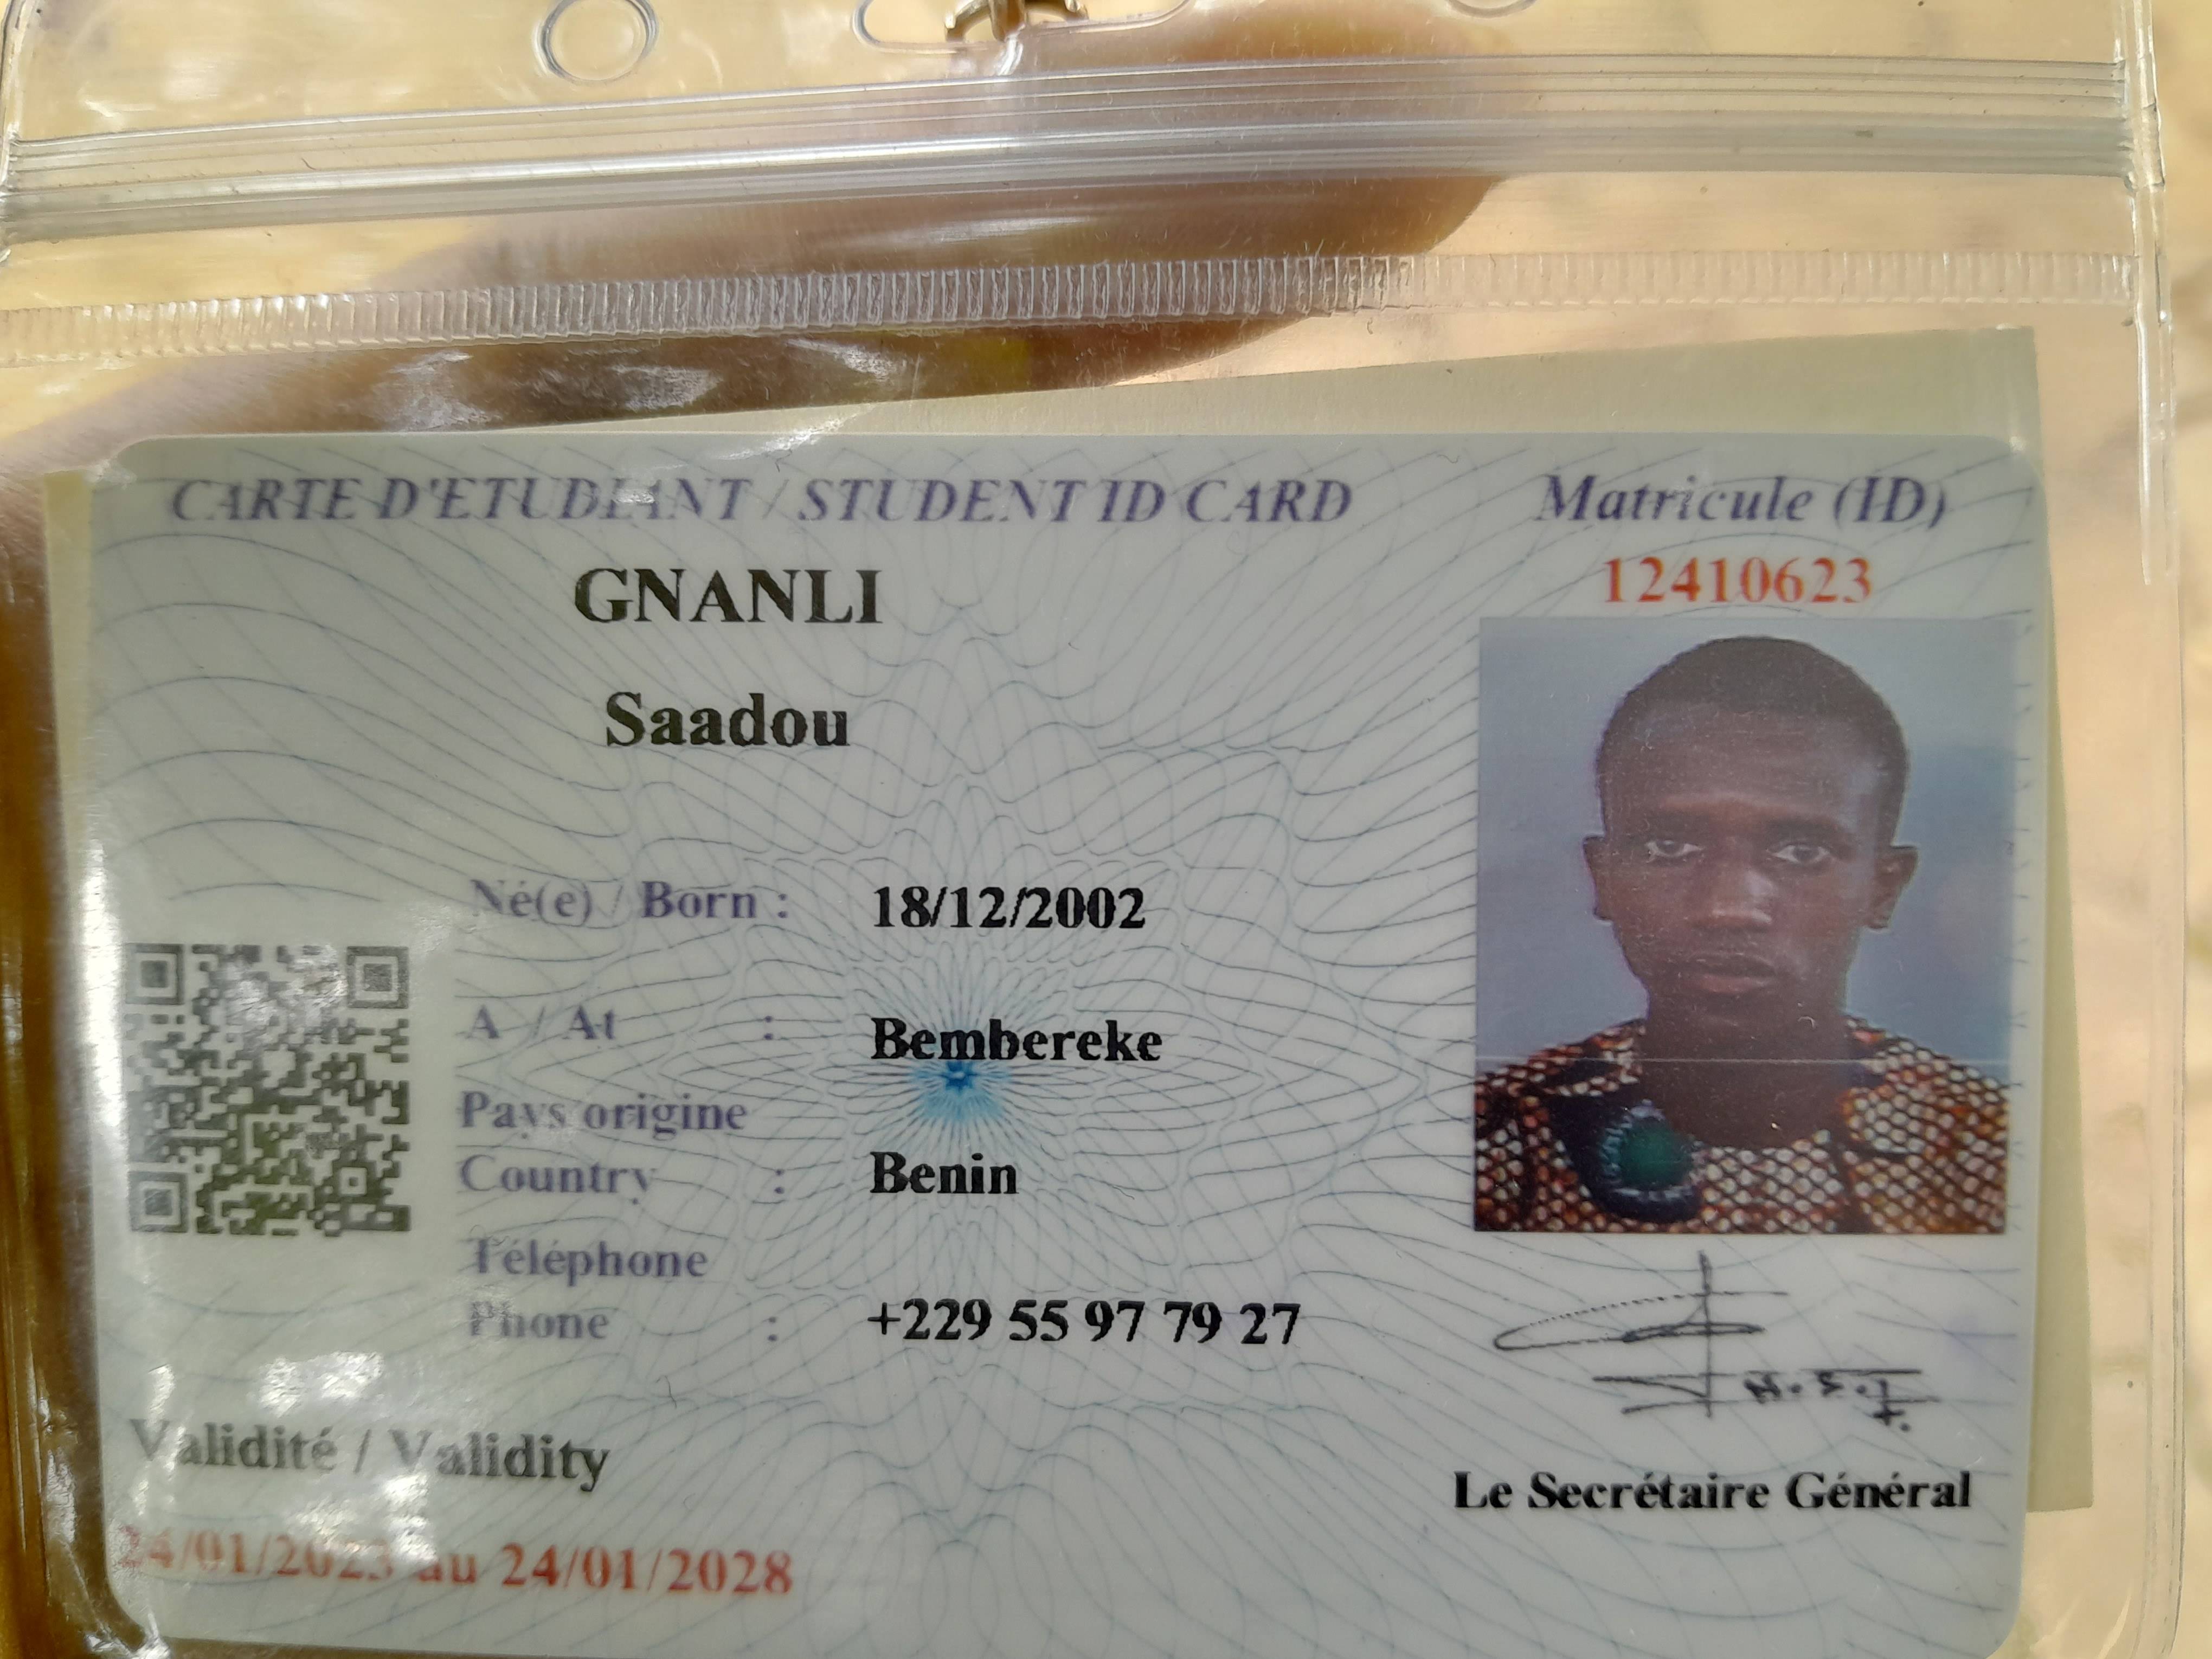 CARTE D'ETUDIANT / STUDENT ID CARD
Matricule (ID)
12410623
GNANLI
Saadou
Né(e) / Born : 18/12/2002
A / At : Bembereke
Pays origine
Country : Benin
Téléphone
Phone : +229 55 97 79 27
Validité / Validity
24/01/2023 au 24/01/2028
Le Secrétaire Général